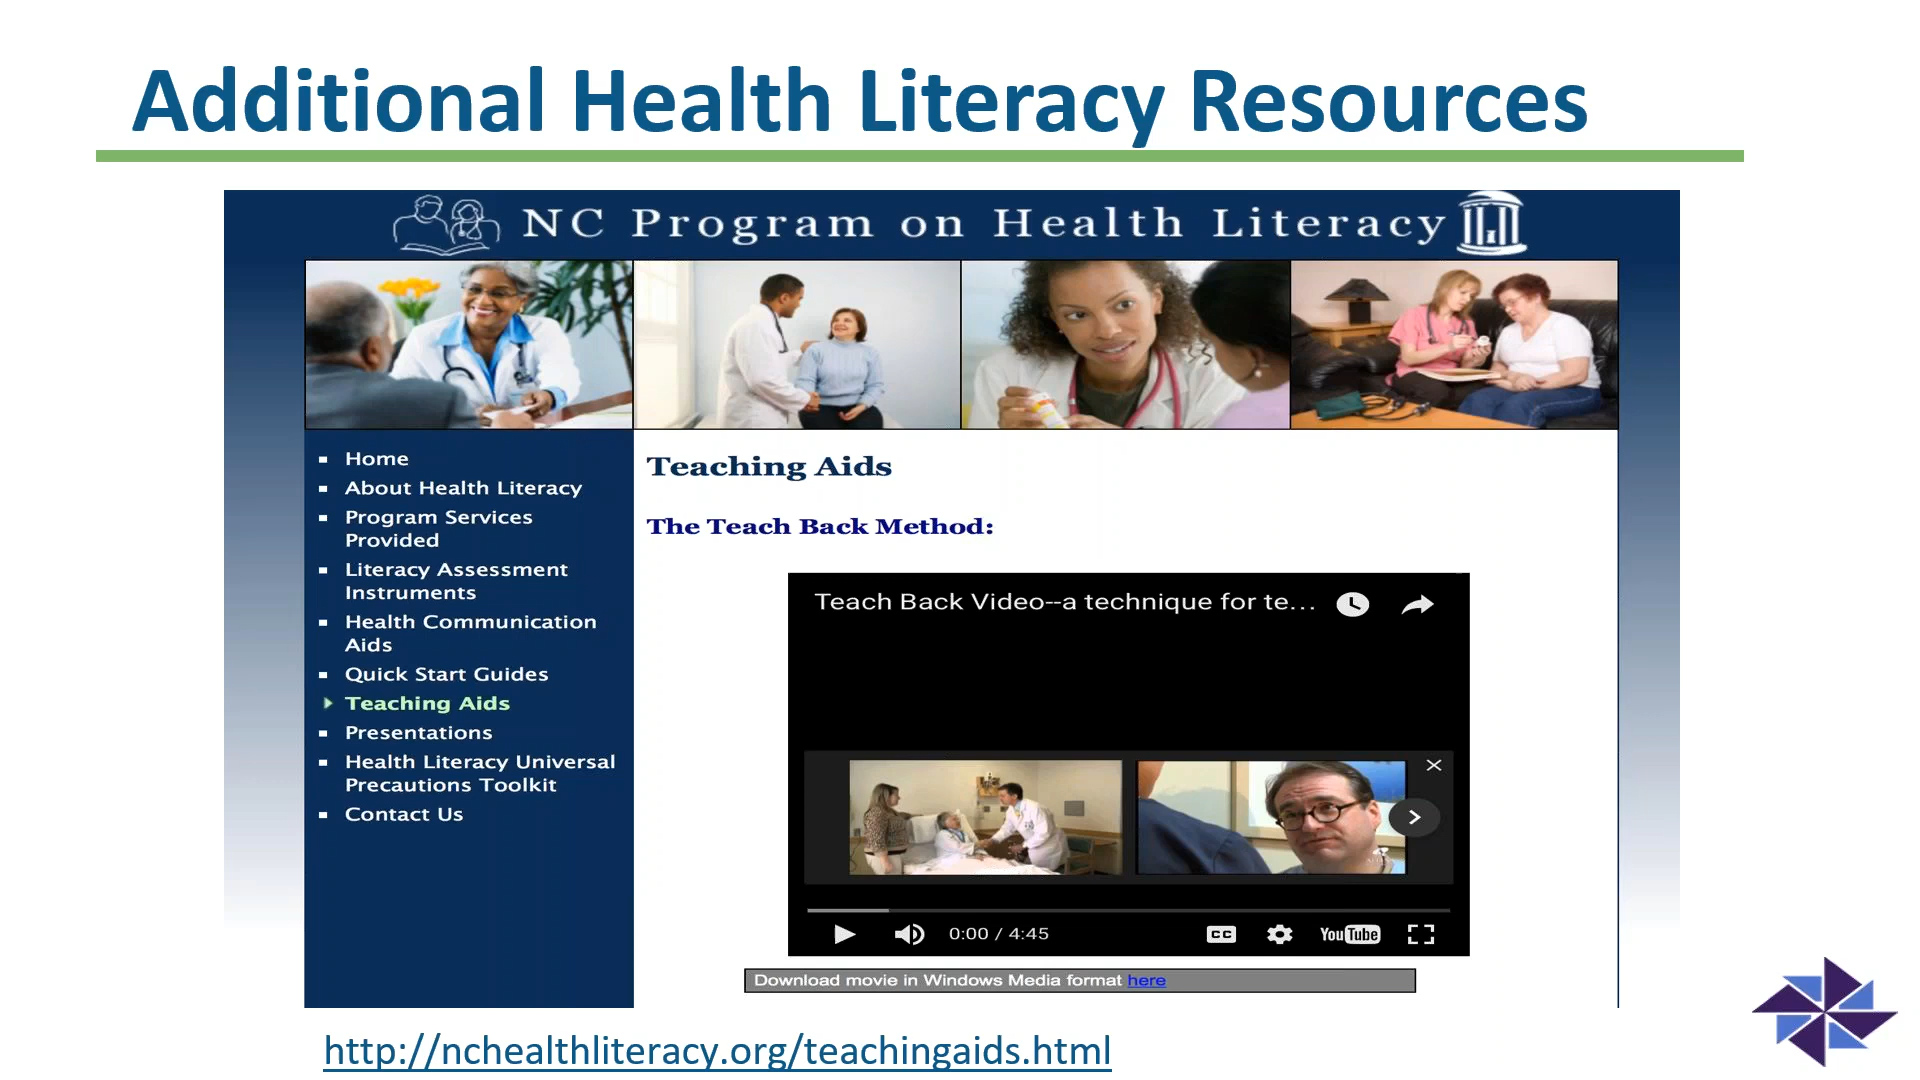 Additional Health Literacy Resources
NC Program on Health Literacy
Home
About Health Literacy
Program Services
Provided
Literacy Assessment
Instruments
Health Communication
Aids
Quick Start Guides
Teaching Aids
Presentations
Health Literacy Universal
Precautions Toolkit
Contact Us
Teaching Aids
The Teach Back Method:
Teach Back Video--a technique for te...
0:00 / 4:45
CC
YouTube
Download movie in Windows Media format here
http://nchealthliteracy.org/teachingaids.html